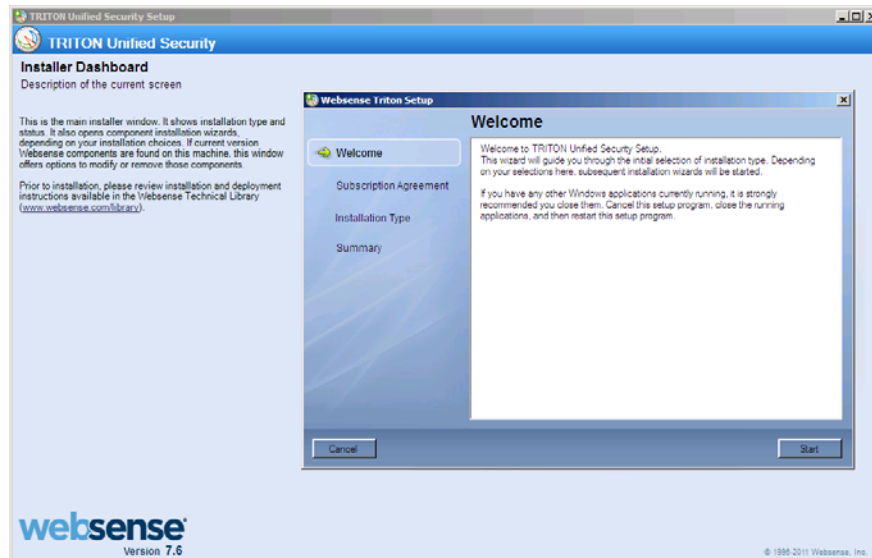 TRITON Unified Security Setup
TRITON Unified Security
Installer Dashboard
Description of the current screen
This is the main installer window. It shows installation type and
status. It also opens component installation wizards,
depending on your installation choices. If current version
Websense components are found on this machine, this window
offers options to modify or remove those components.
Prior to installation, please review installation and deployment
instructions available in the Websense Technical Library
(www.websense.com/library).
Websense Triton Setup
Welcome
Welcome
Subscription Agreement
Installation Type
Summary
Welcome to TRITON Unified Security Setup.
This wizard will guide you through the initial selection of installation type. Depending
on your selections here, subsequent installation wizards will be started.
If you have any other Windows applications currently running, it is strongly
recommended you close them. Cancel this setup program, close the running
applications, and then restart this setup program.
Cancel
Start
websense
Version 7.6
© 1996-2011 Websense, Inc.